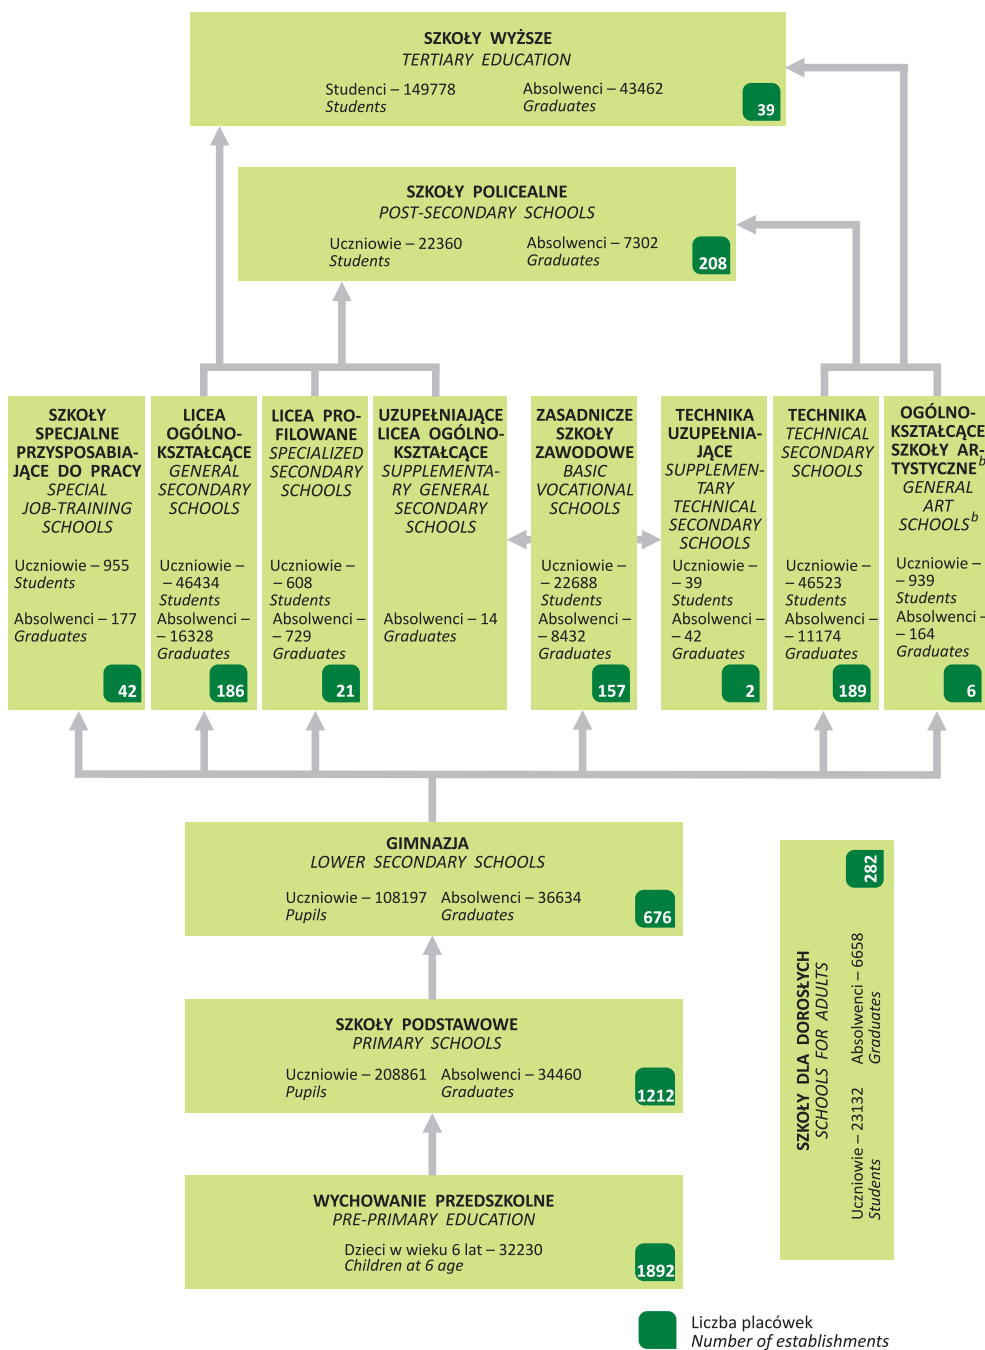 SZKOŁY WYŻSZE
TERTIARY EDUCATION
Studenci – 149778
Students
Absolwenci – 43462
Graduates
39
SZKOŁY POLICEALNE
POST-SECONDARY SCHOOLS
Uczniowie – 22360
Students
Absolwenci – 7302
Graduates
208
SZKOŁY
SPECJALNE
PRZYSPOSABIA-
JĄCE DO PRACY
SPECIAL
JOB-TRAINING
SCHOOLS
Uczniowie – 955
Students
Absolwenci – 177
Graduates
42
LICEA
OGÓLNO-
KSZTAŁCĄCE
GENERAL
SECONDARY
SCHOOLS
Uczniowie –
– 46434
Students
Absolwenci –
– 16328
Graduates
186
LICEA PRO-
FILOWANE
SPECIALIZED
SECONDARY
SCHOOLS
Uczniowie –
– 608
Students
Absolwenci –
– 729
Graduates
21
UZUPEŁNIAJĄCE
LICEA OGÓLNO-
KSZTAŁCĄCE
SUPPLEMENTA-
RY GENERAL
SECONDARY
SCHOOLS
Absolwenci – 14
Graduates
ZASADNICZE
SZKOŁY
ZAWODOWE
BASIC
VOCATIONAL
SCHOOLS
Uczniowie –
– 22688
Students
Absolwenci –
– 8432
Graduates
157
TECHNIKA
UZUPEŁNIA-
JĄCE
SUPPLEMEN-
TARY
TECHNICAL
SECONDARY
SCHOOLS
Uczniowie –
– 39
Students
Absolwenci –
– 42
Graduates
2
TECHNIKA
TECHNICAL
SECONDARY
SCHOOLS
Uczniowie –
– 46523
Students
Absolwenci –
– 11174
Graduates
189
OGÓLNO-
KSZTAŁCĄCE
SZKOŁY AR-
TYSTYCZNE b
GENERAL
ART
SCHOOLS b
Uczniowie –
– 939
Students
Absolwenci –
– 164
Graduates
6
GIMNAZJA
LOWER SECONDARY SCHOOLS
Uczniowie – 108197
Pupils
Absolwenci – 36634
Graduates
676
SZKOŁY PODSTAWOWE
PRIMARY SCHOOLS
Uczniowie – 208861
Pupils
Absolwenci – 34460
Graduates
1212
WYCHOWANIE PRZEDSZKOLNE
PRE-PRIMARY EDUCATION
Dzieci w wieku 6 lat – 32230
Children at 6 age
1892
SZKOŁY DLA DOROSŁYCH
SCHOOLS FOR ADULTS
Uczniowie – 23132
Students
Absolwenci – 6658
Graduates
282
Liczba placówek
Number of establishments